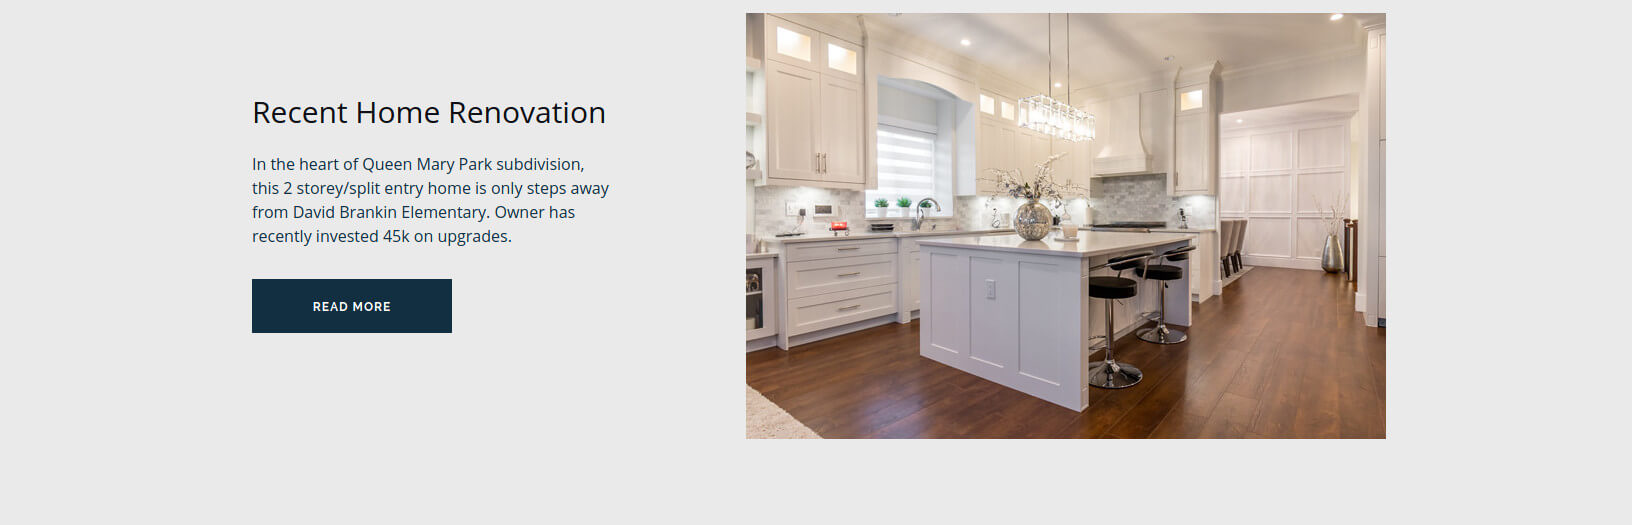 Recent Home Renovation
In the heart of Queen Mary Park subdivision,
this 2 storey/split entry home is only steps away
from David Brankin Elementary. Owner has
recently invested 45k on upgrades.
READ MORE